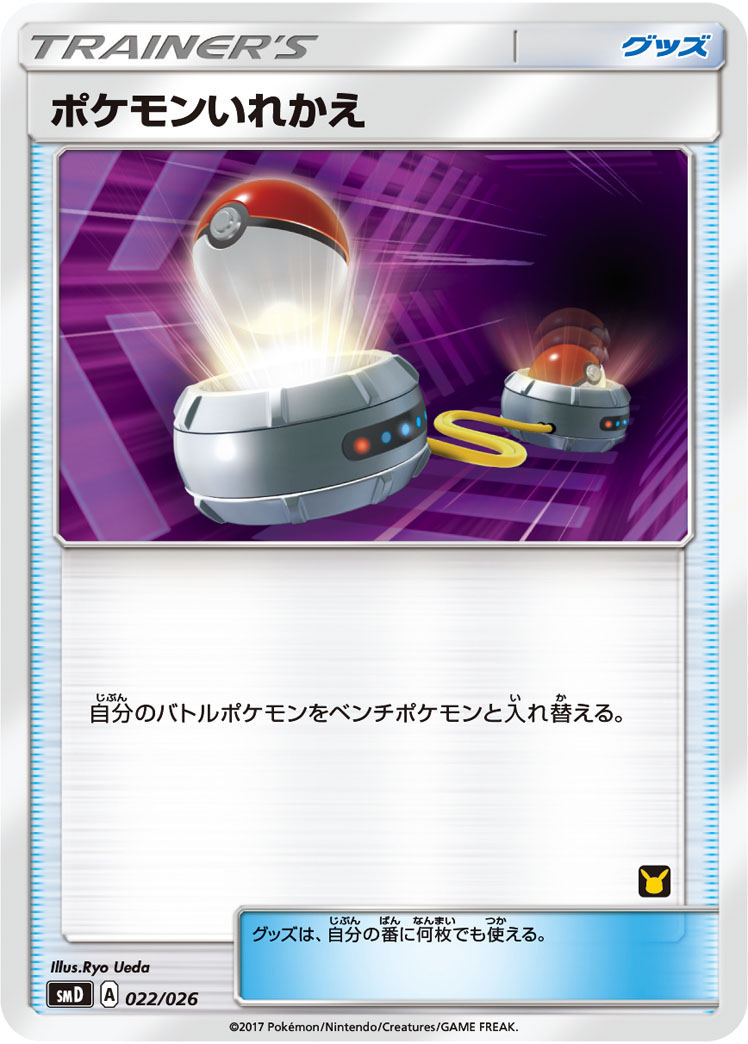 TRAINER'S
グッズ
ポケモンいれかえ
じぶん い か
自分のバトルポケモンをベンチポケモンと入れ替える。
じぶん ばん なんまい つか
グッズは、自分の番に何枚でも使える。
Illus.Ryo Ueda
SMD A 022/026
©2017 Pokémon/Nintendo/Creatures/GAME FREAK.